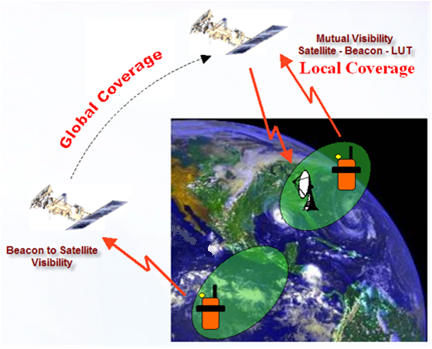 Mutual Visibility
Satellite - Beacon - LUT
Local Coverage
Global Coverage
Beacon to Satellite
Visibility